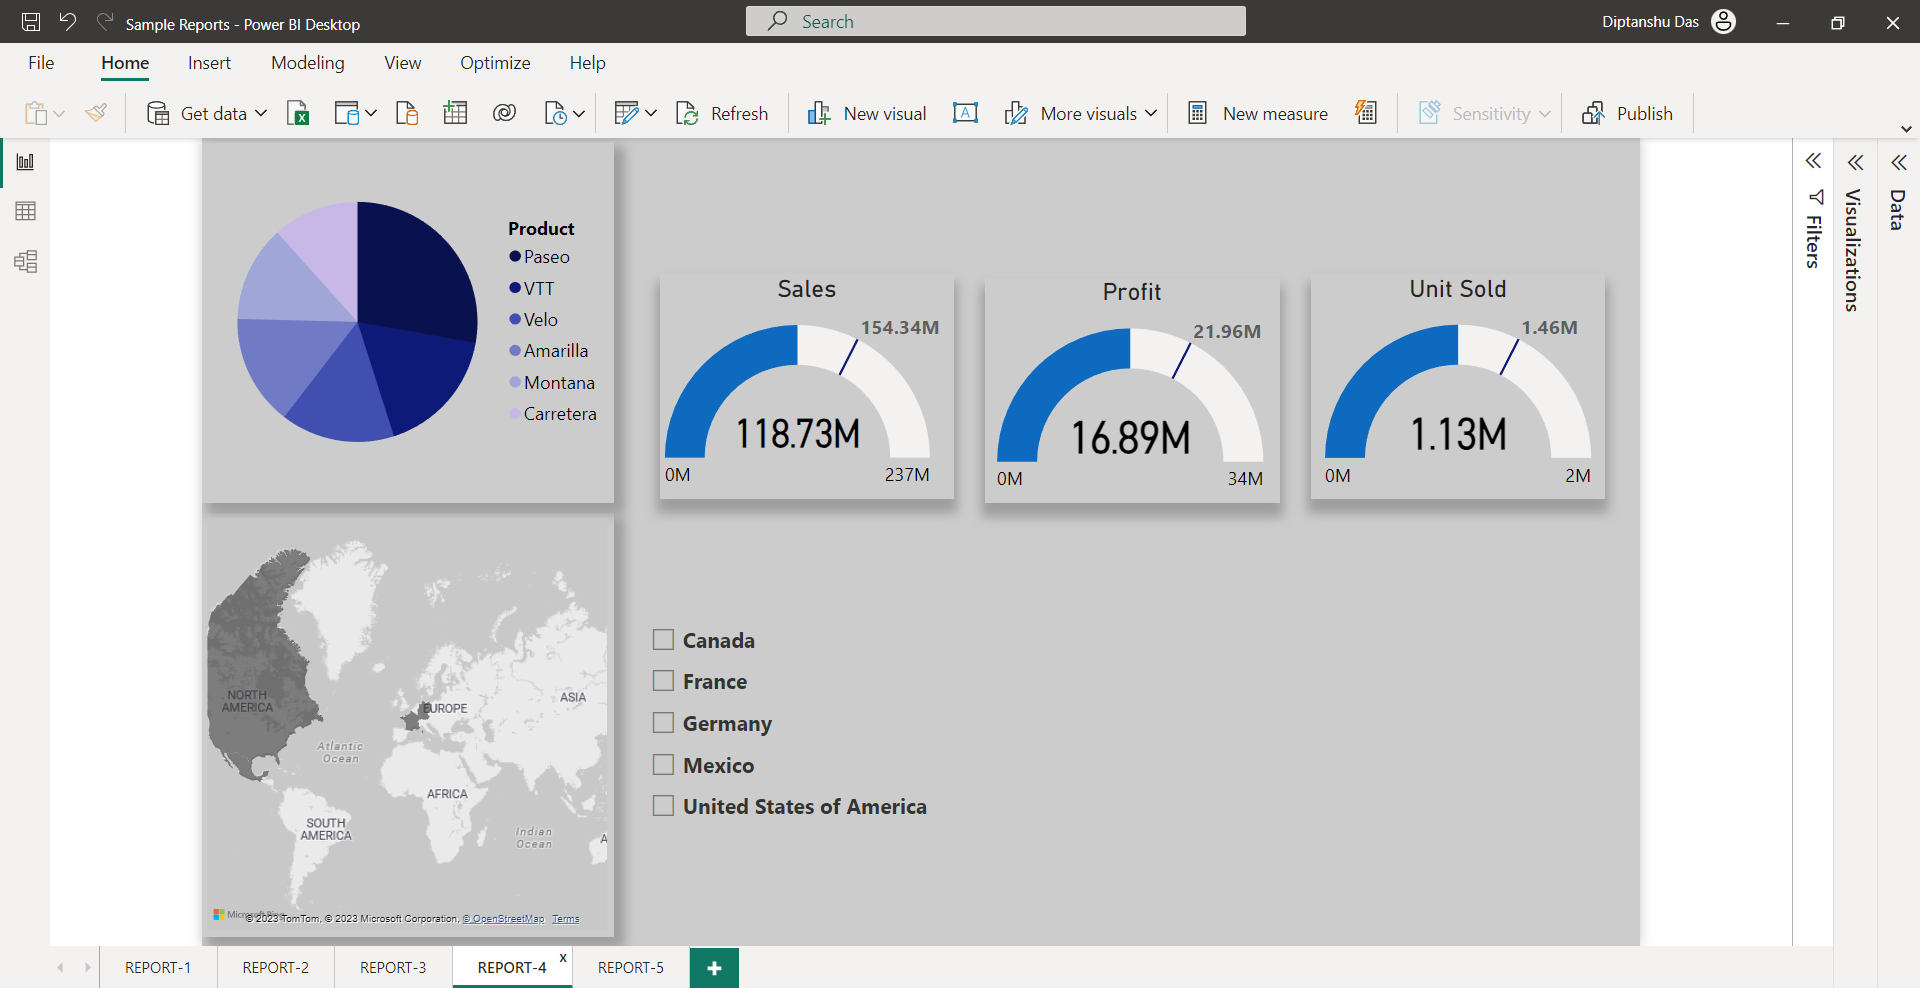 Sample Reports - Power BI Desktop
Search
Diptanshu Das
File Home Insert Modeling View Optimize Help
Get data
Refresh
New visual
A
More visuals
New measure
Sensitivity
Publish
Product
Paseo
VTT
Velo
Amarilla
Montana
Carretera
Sales
154.34M
118.73M
0M 237M
Profit
21.96M
16.89M
0M 34M
Unit Sold
1.46M
1.13M
0M 2M
Filters
Visualizations
Data
NORTH
AMERICA
EUROPE
ASIA
Atlantic
Ocean
AFRICA
SOUTH
AMERICA
Indian
Ocean
A
© 2023 TomTom, © 2023 Microsoft Corporation, © OpenStreetMap Terms
Canada
France
Germany
Mexico
United States of America
REPORT-1 REPORT-2 REPORT-3 REPORT-4 x REPORT-5 +